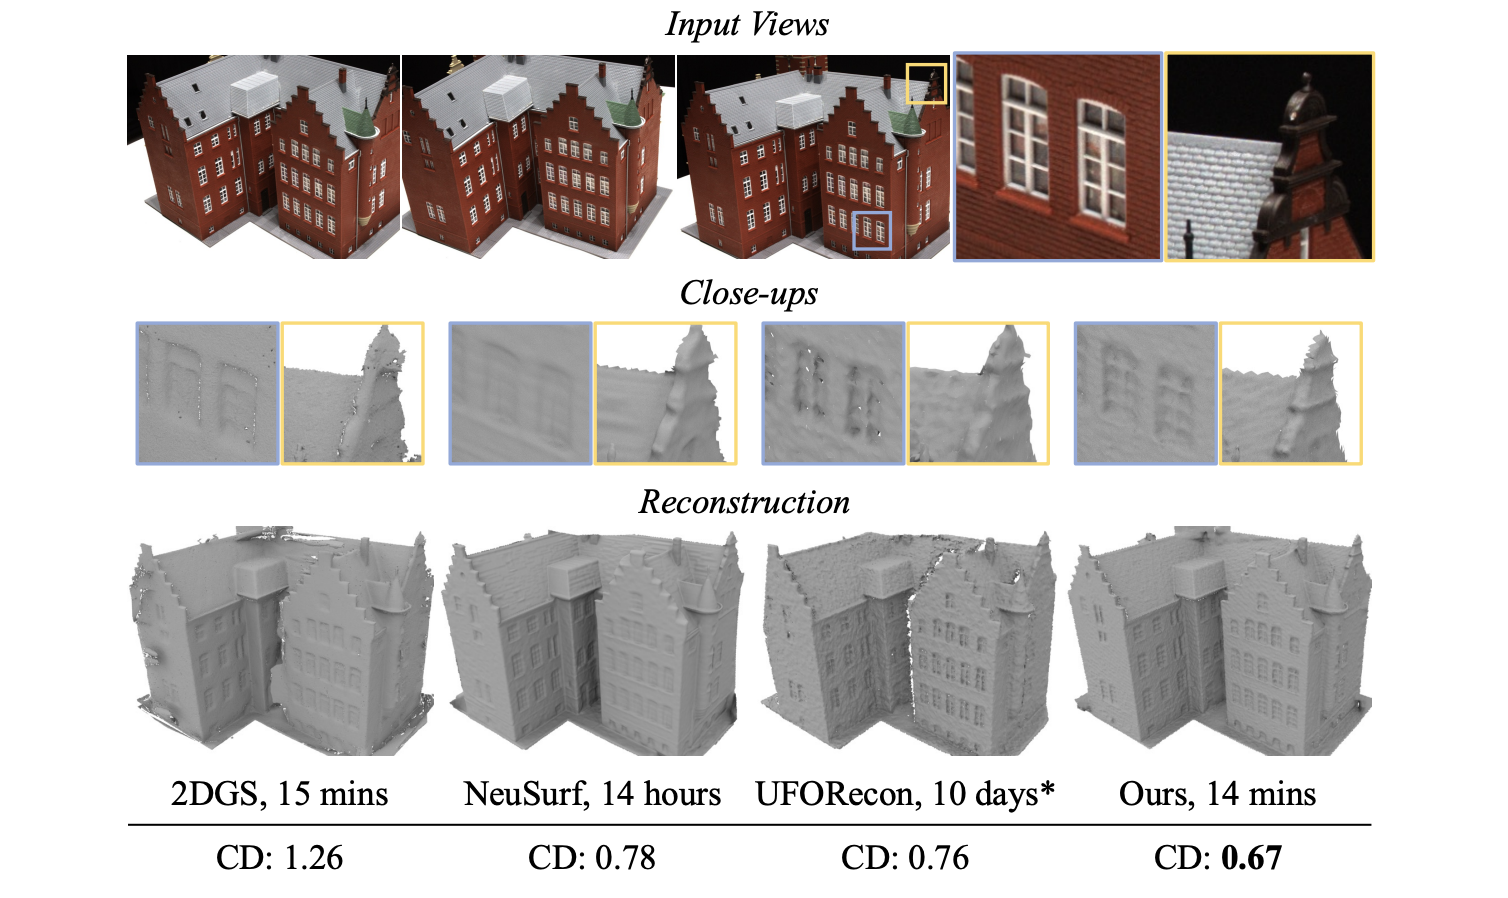 Input Views
Close-ups
Reconstruction
2DGS, 15 mins
NeuSurf, 14 hours
UFORecon, 10 days*
Ours, 14 mins
CD: 1.26
CD: 0.78
CD: 0.76
CD: 0.67